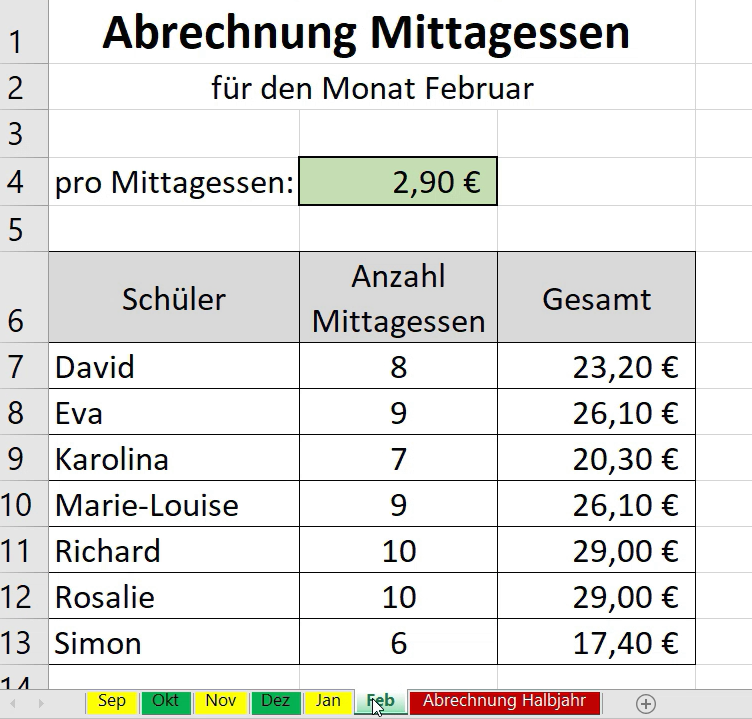 Abrechnung Mittagessen
für den Monat Februar
pro Mittagessen: 2,90 €
Schüler Anzahl Mittagessen Gesamt
David 8 23,20 €
Eva 9 26,10 €
Karolina 7 20,30 €
Marie-Louise 9 26,10 €
Richard 10 29,00 €
Rosalie 10 29,00 €
Simon 6 17,40 €
1
2
3
4
5
6
7
8
9
10
11
12
13
14
Sep Okt Nov Dez Jan Feb Abrechnung Halbjahr